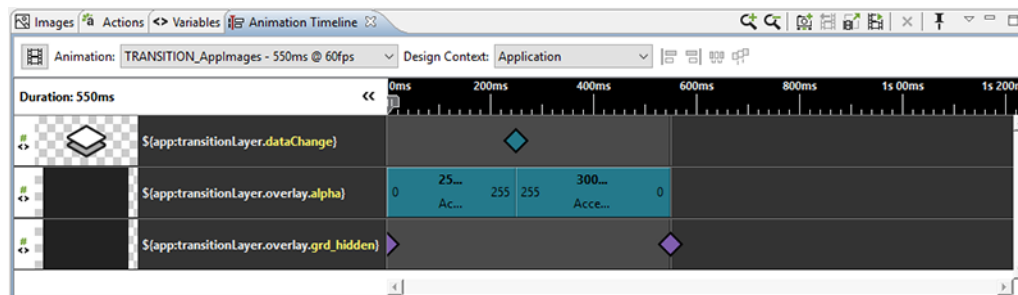 Images Actions Variables Animation Timeline
Animation: TRANSITION_AppImages - 550ms @ 60fps Design Context: Application
Duration: 550ms « 0ms 200ms 400ms 600ms 800ms 1s 00ms 1s 200m
${app:transitionLayer.dataChange}
25... 300...
${app:transitionLayer.overlay.alpha} 0 255 255 0
Ac... Acce...
${app:transitionLayer.overlay.grd_hidden}